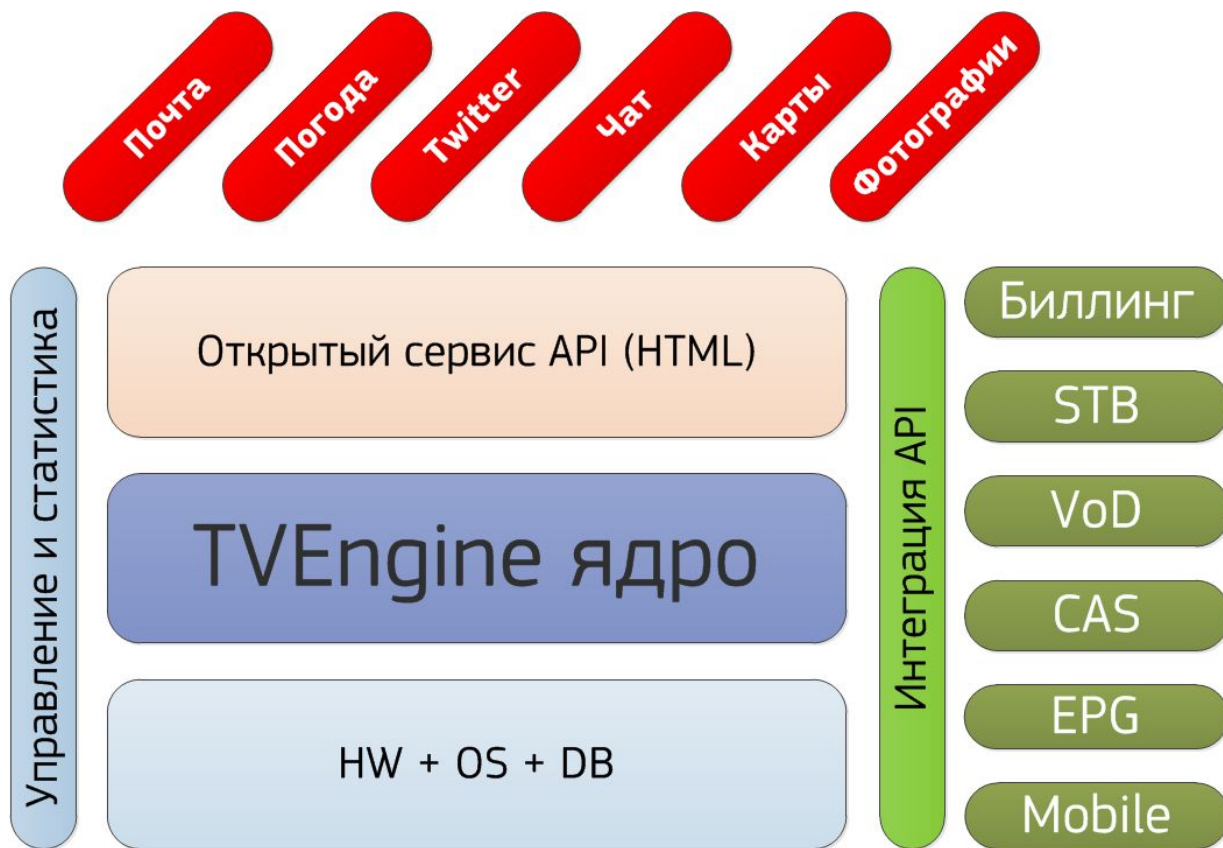 Почта
Погода
Twitter
Чат
Карты
Фотографии
Управление и статистика
Открытый сервис API (HTML)
TVEngine ядро
HW + OS + DB
Интеграция API
Биллинг
STB
VoD
CAS
EPG
Mobile